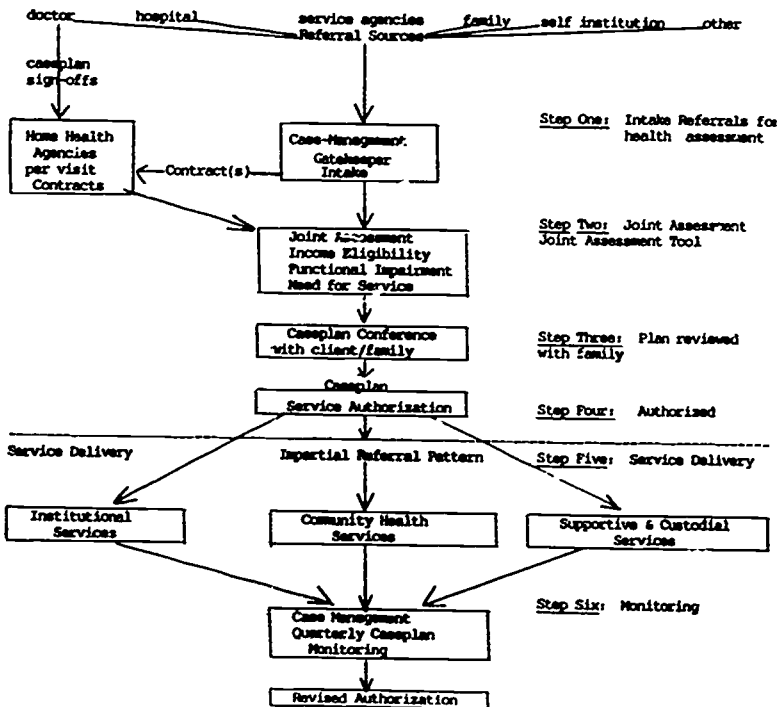 doctor hospital service agencies family self institution other
Referral Sources
caseplan
sign-offs
Step One: Intake Referrals for
health assessment
Home Health
Agencies
per visit
Contracts
Contract(s)
Case-Management
Gatekeeper
Intake
Step Two: Joint Assessment
Joint Assessment Tool
Joint Assessment
Income Eligibility
Functional Impairment
Need for Service
Caseplan Conference
with client/family
Step Three: Plan reviewed
with family
Caseplan
Service Authorization
Step Four: Authorized
Service Delivery
Impartial Referral Pattern
Step Five: Service Delivery
Institutional
Services
Community Health
Services
Supportive & Custodial
Services
Step Six: Monitoring
Case Management
Quarterly Caseplan
Monitoring
Revised Authorization